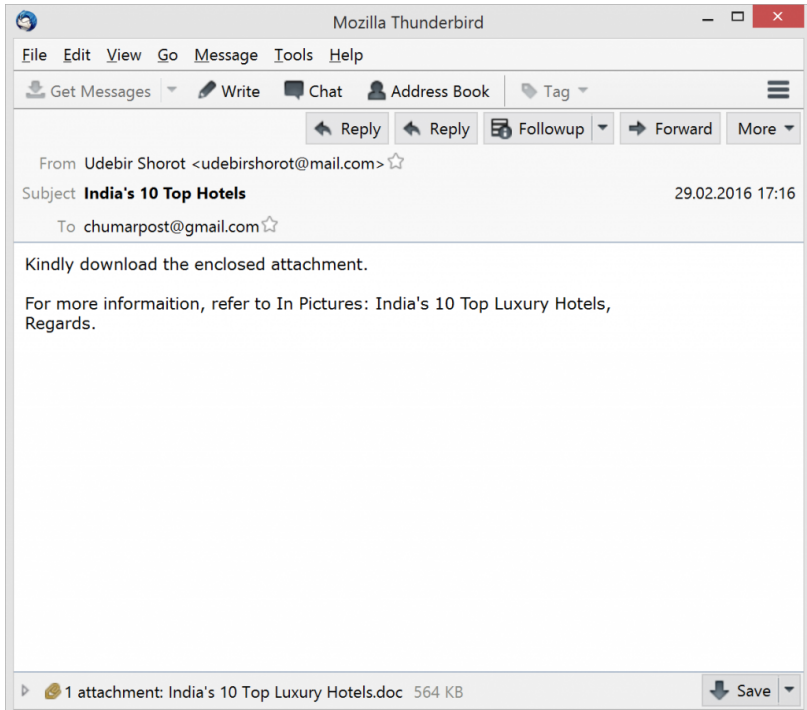 Mozilla Thunderbird
File Edit View Go Message Tools Help
Get Messages Write Chat Address Book Tag
Reply Reply Followup Forward More
From Udebir Shorot <udebirshorot@mail.com>
Subject India's 10 Top Hotels 29.02.2016 17:16
To chumarpost@gmail.com
Kindly download the enclosed attachment.
For more informaition, refer to In Pictures: India's 10 Top Luxury Hotels,
Regards.
1 attachment: India's 10 Top Luxury Hotels.doc 564 KB Save